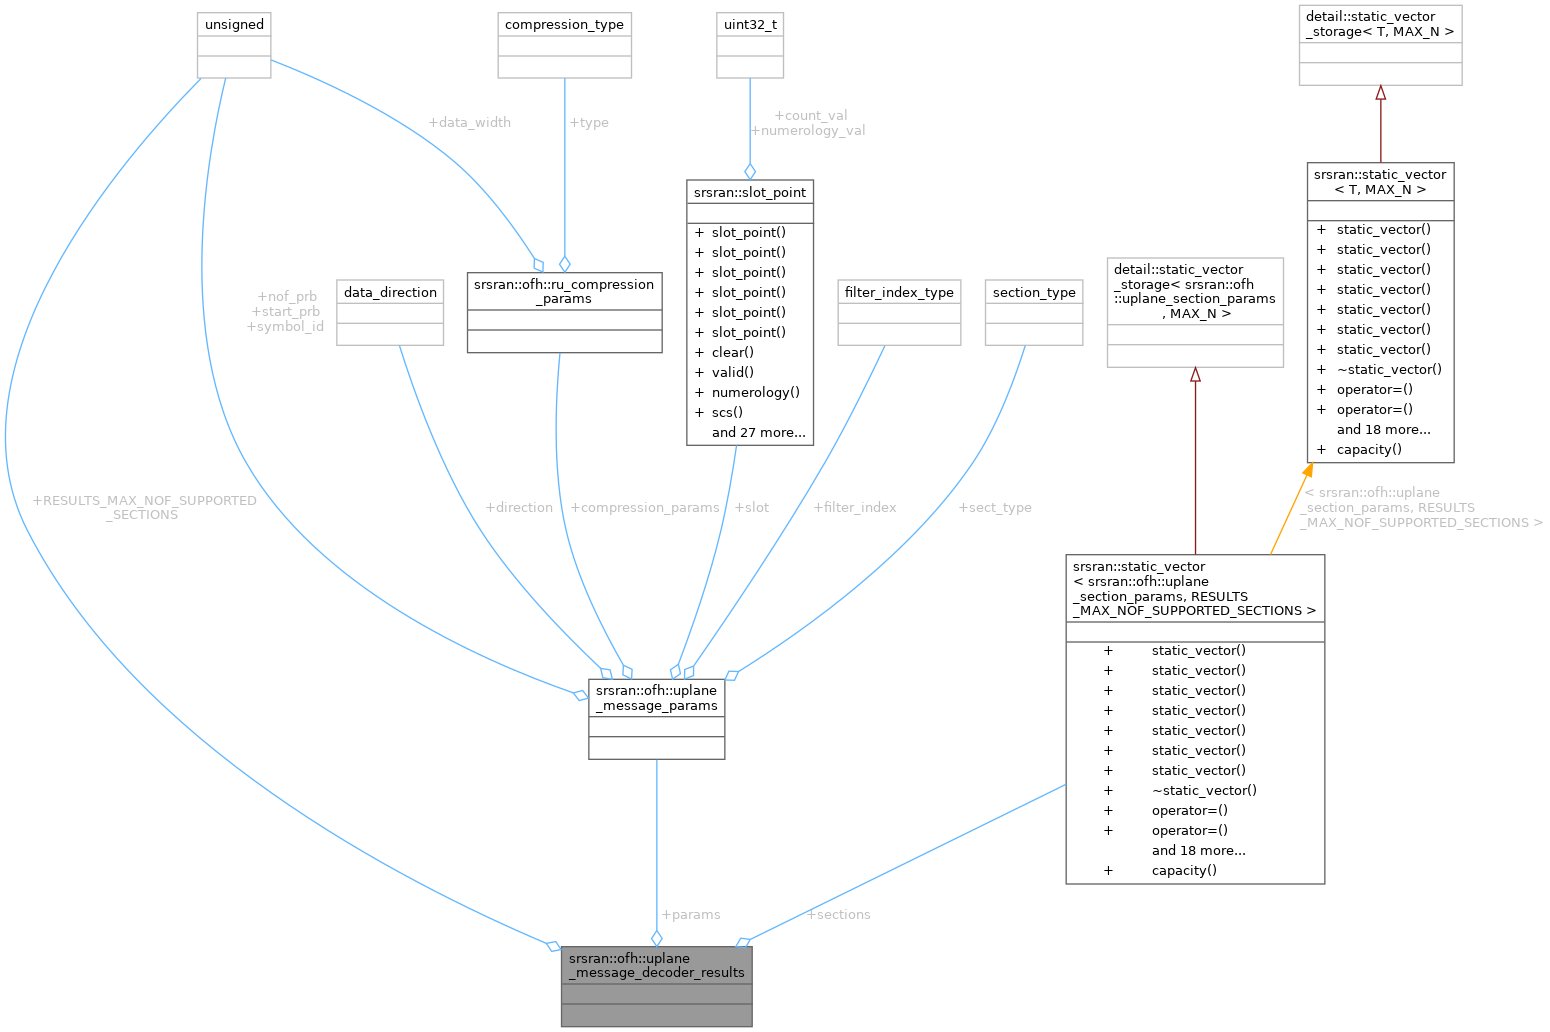 unsigned
compression_type
uint32_t
detail::static_vector
_storage< T, MAX_N >
+data_width
+type
+count_val
+numerology_val
srsran::slot_point
+ slot_point()
+ slot_point()
+ slot_point()
+ slot_point()
+ slot_point()
+ slot_point()
+ clear()
+ valid()
+ numerology()
+ scs()
and 27 more...
srsran::static_vector
< T, MAX_N >
+ static_vector()
+ static_vector()
+ static_vector()
+ static_vector()
+ static_vector()
+ static_vector()
+ static_vector()
+ ~static_vector()
+ operator=()
+ operator=()
and 18 more...
+ capacity()
+nof_prb
+start_prb
+symbol_id
data_direction
srsran::ofh::ru_compression
_params
filter_index_type
section_type
detail::static_vector
_storage< srsran::ofh
::uplane_section_params
, MAX_N >
+RESULTS_MAX_NOF_SUPPORTED
_SECTIONS
+direction
+compression_params
+slot
+filter_index
+sect_type
< srsran::ofh::uplane
_section_params, RESULTS
_MAX_NOF_SUPPORTED_SECTIONS >
srsran::static_vector
< srsran::ofh::uplane
_section_params, RESULTS
_MAX_NOF_SUPPORTED_SECTIONS >
+ static_vector()
+ static_vector()
+ static_vector()
+ static_vector()
+ static_vector()
+ static_vector()
+ static_vector()
+ ~static_vector()
+ operator=()
+ operator=()
and 18 more...
+ capacity()
srsran::ofh::uplane
_message_params
+params
+sections
srsran::ofh::uplane
_message_decoder_results